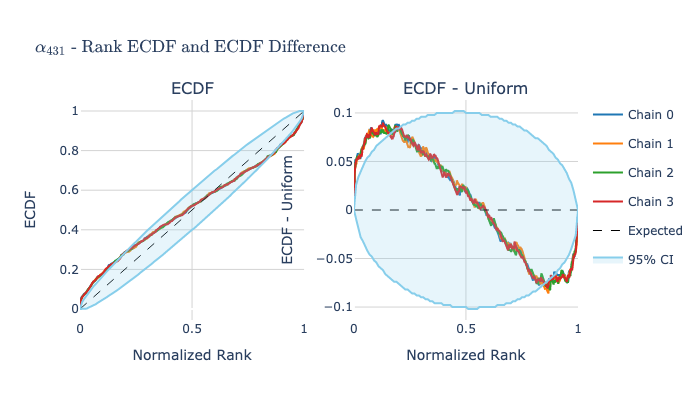 α431 - Rank ECDF and ECDF Difference
ECDF
ECDF - Uniform
ECDF
1
0.8
0.6
0.4
0.2
0
0
0.5
1
Normalized Rank
ECDF - Uniform
0.1
0.05
0
−0.05
−0.1
0
0.5
1
Normalized Rank
Chain 0
Chain 1
Chain 2
Chain 3
Expected
95% CI